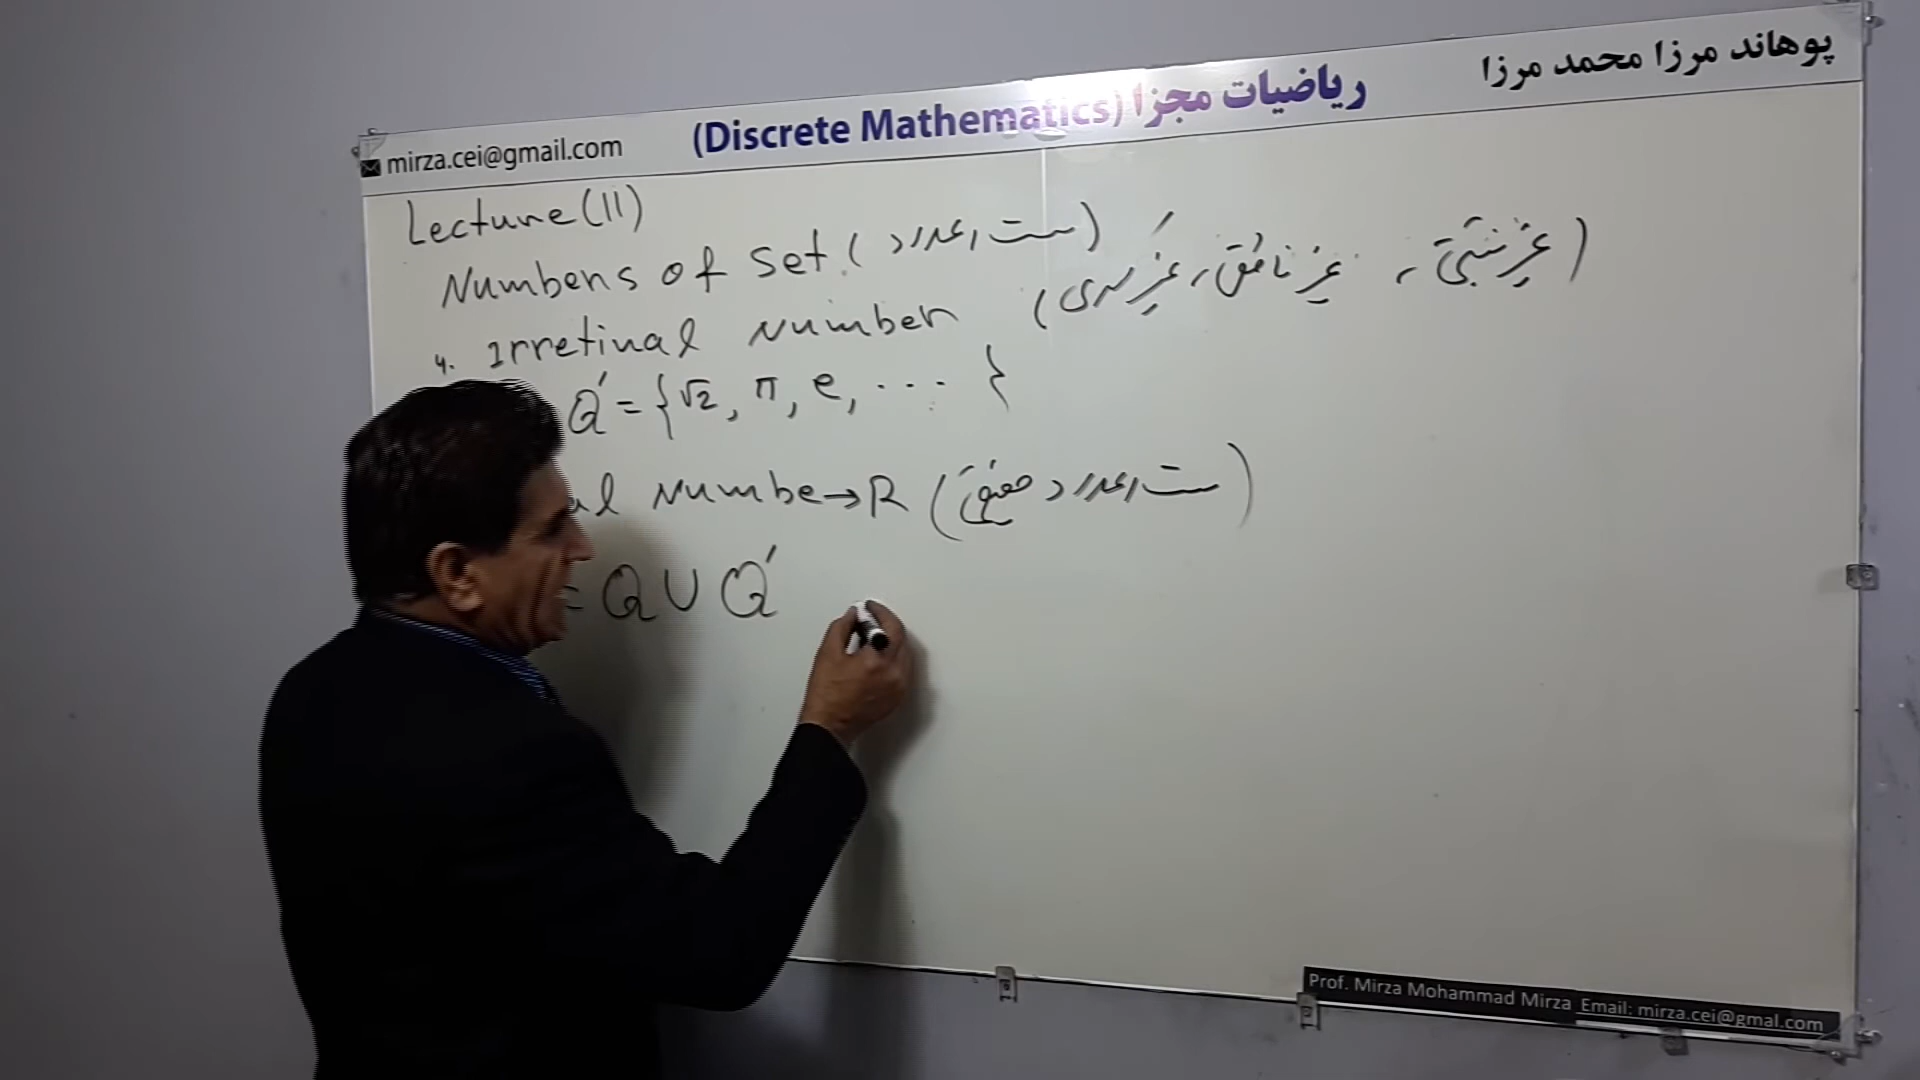 پوهاند مرزا محمد مرزا
ریاضیات مجزا (Discrete Mathematics)
mirza.cei@gmail.com
Lecture (11)
Numbers of set (ست اعداد)
4. Irretinal Number (غیر کسری، غیر ناطق، غیر نسبتی)
Q' = {√2, π, e, ... }
al Numbe → R (ست اعداد حقیقی)
= Q ∪ Q'
Prof. Mirza Mohammad Mirza Email: mirza.cei@gmal.com